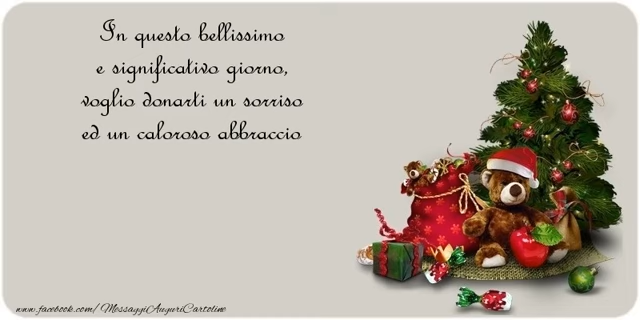 In questo bellissimo
e significativo giorno,
voglio donarti un sorriso
ed un caloroso abbraccio
www.facebook.com/MessaggiAuguriCartoline